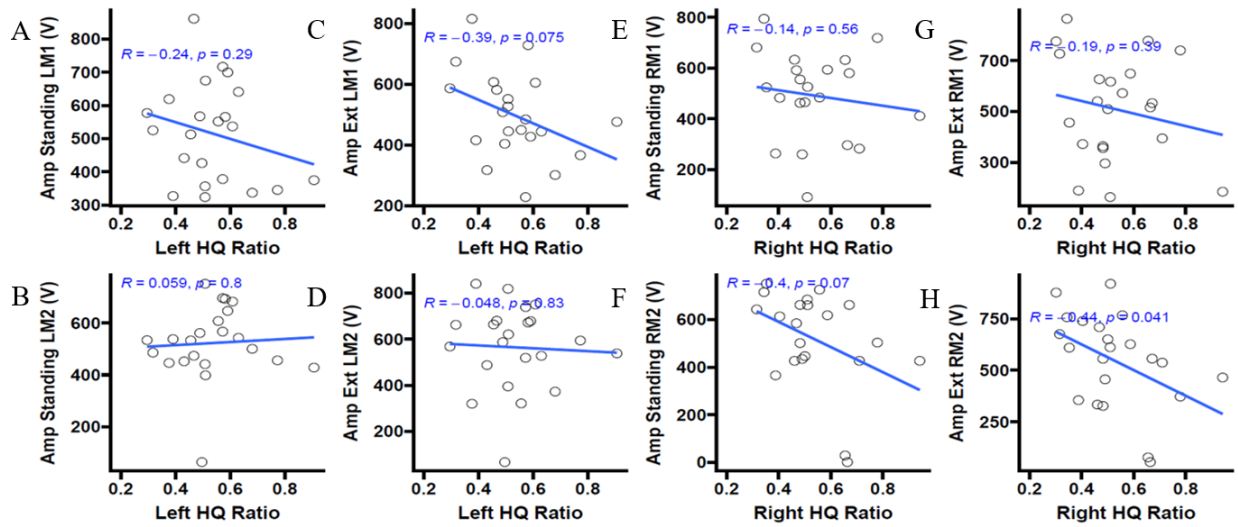 A
Amp Standing LM1 (V)
R = −0.24, p = 0.29
800
700
600
500
400
300
0.2 0.4 0.6 0.8
Left HQ Ratio
C
Amp Ext LM1 (V)
R = −0.39, p = 0.075
800
600
400
200
0.2 0.4 0.6 0.8
Left HQ Ratio
E
Amp Standing RM1 (V)
R = −0.14, p = 0.56
800
600
400
200
0.2 0.4 0.6 0.8
Right HQ Ratio
G
Amp Ext RM1 (V)
R = −0.19, p = 0.39
700
500
300
0.2 0.4 0.6 0.8
Right HQ Ratio
B
Amp Standing LM2 (V)
R = 0.059, p = 0.8
600
400
200
0.2 0.4 0.6 0.8
Left HQ Ratio
D
Amp Ext LM2 (V)
R = −0.048, p = 0.83
800
600
400
200
0.2 0.4 0.6 0.8
Left HQ Ratio
F
Amp Standing RM2 (V)
R = −0.4, p = 0.07
600
400
200
0
0.2 0.4 0.6 0.8
Right HQ Ratio
H
Amp Ext RM2 (V)
R = −0.44, p = 0.041
750
500
250
0.2 0.4 0.6 0.8
Right HQ Ratio